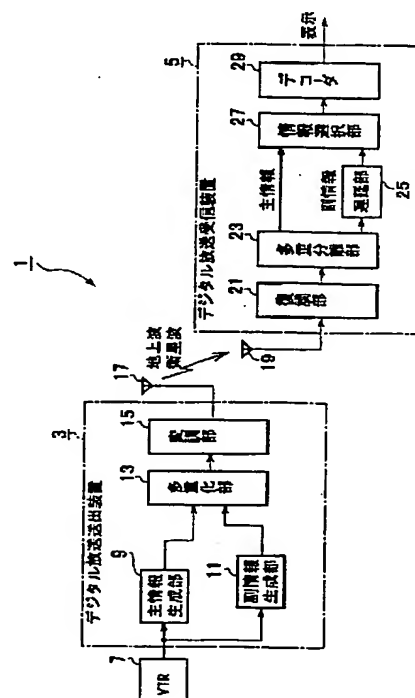 1
デジタル放送送出装置
3
7
VTR
9
主情報
生成部
11
副情報
生成部
13
多重化部
15
変調部
17
地上波
衛星波
19
デジタル放送受信装置
5
21
復調部
23
多重分離部
主情報
副情報
25
遅延部
27
情報選択部
29
デコーダ
表示